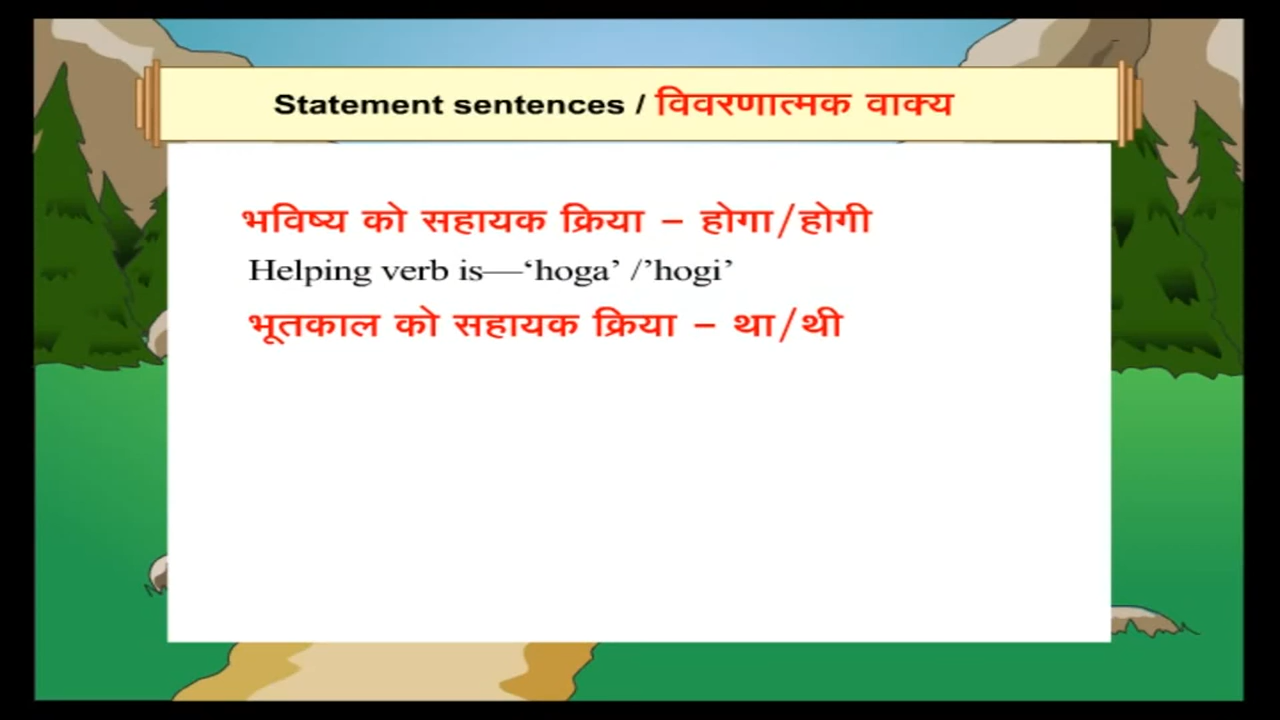 Statement sentences / विवरणात्मक वाक्य
भविष्य को सहायक क्रिया – होगा/होगी
Helping verb is—‘hoga’ /’hogi’
भूतकाल को सहायक क्रिया – था/थी